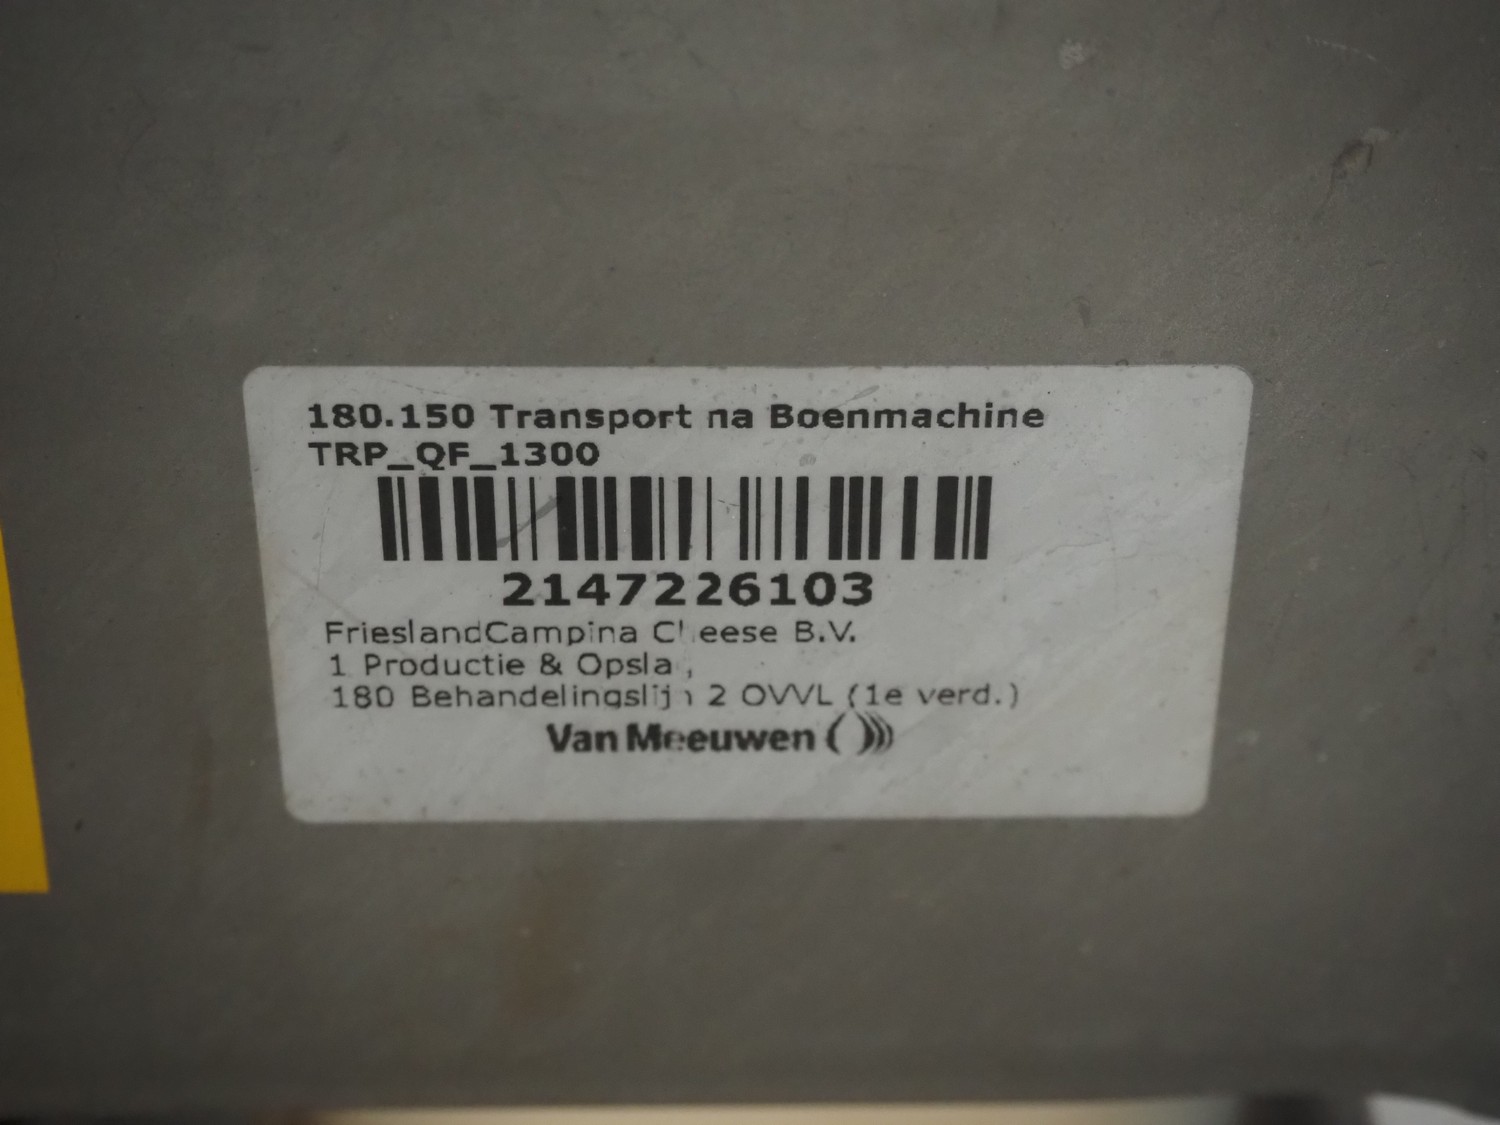 180.150 Transport na Boenmachine
TRP_QF_1300
2147226103
FrieslandCampina Cheese B.V.
1 Productie & Opslag,
180 Behandelingslijn 2 OVVL (1e verd.)
Van Meeuwen